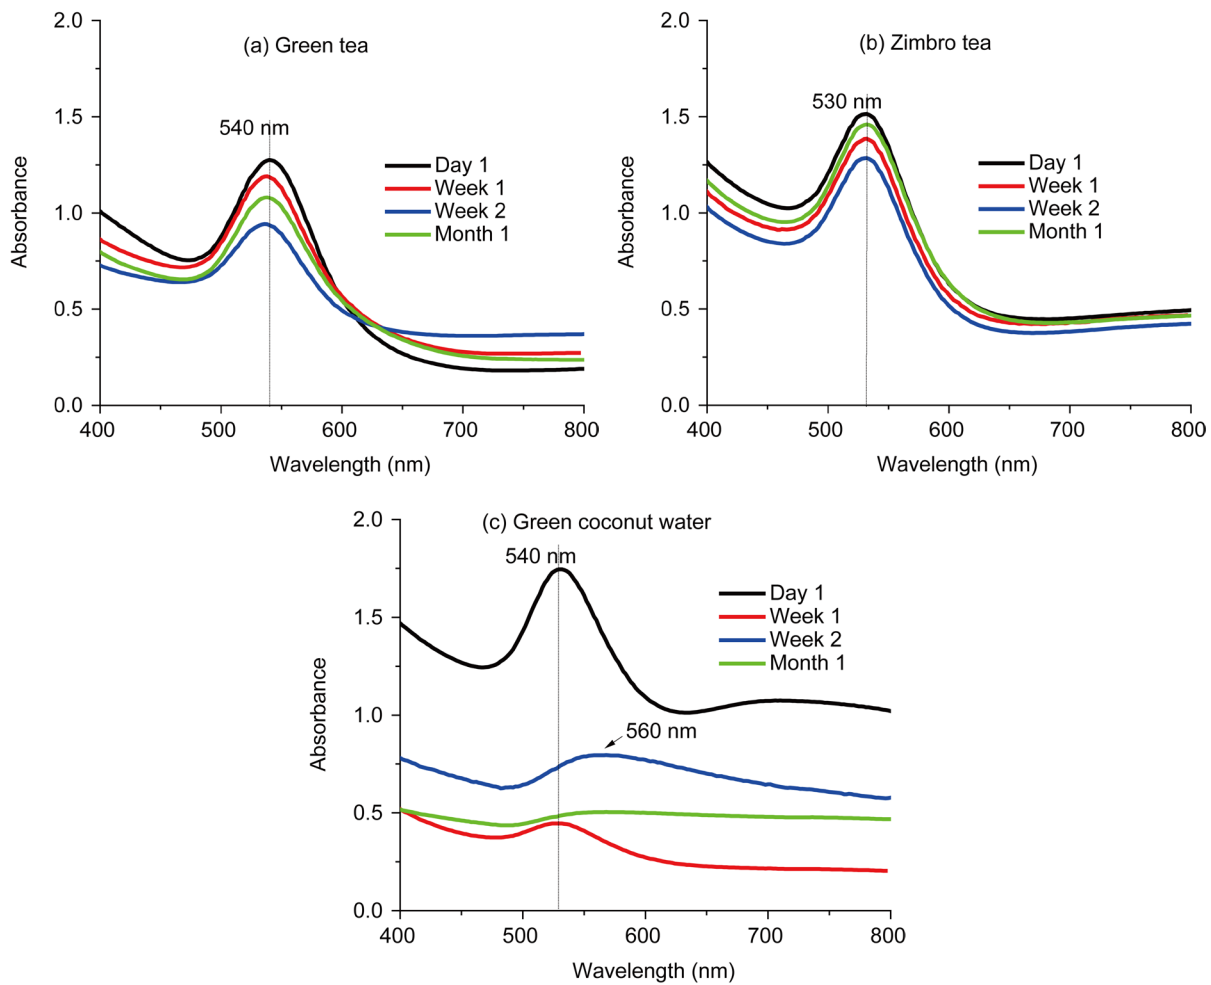 (a) Green tea
540 nm
Day 1
Week 1
Week 2
Month 1
Absorbance
2.0
1.5
1.0
0.5
0.0
400
500
600
700
800
Wavelength (nm)
(b) Zimbro tea
530 nm
Day 1
Week 1
Week 2
Month 1
Absorbance
2.0
1.5
1.0
0.5
0.0
400
500
600
700
800
Wavelength (nm)
(c) Green coconut water
540 nm
Day 1
Week 1
Week 2
Month 1
560 nm
Absorbance
2.0
1.5
1.0
0.5
0.0
400
500
600
700
800
Wavelength (nm)